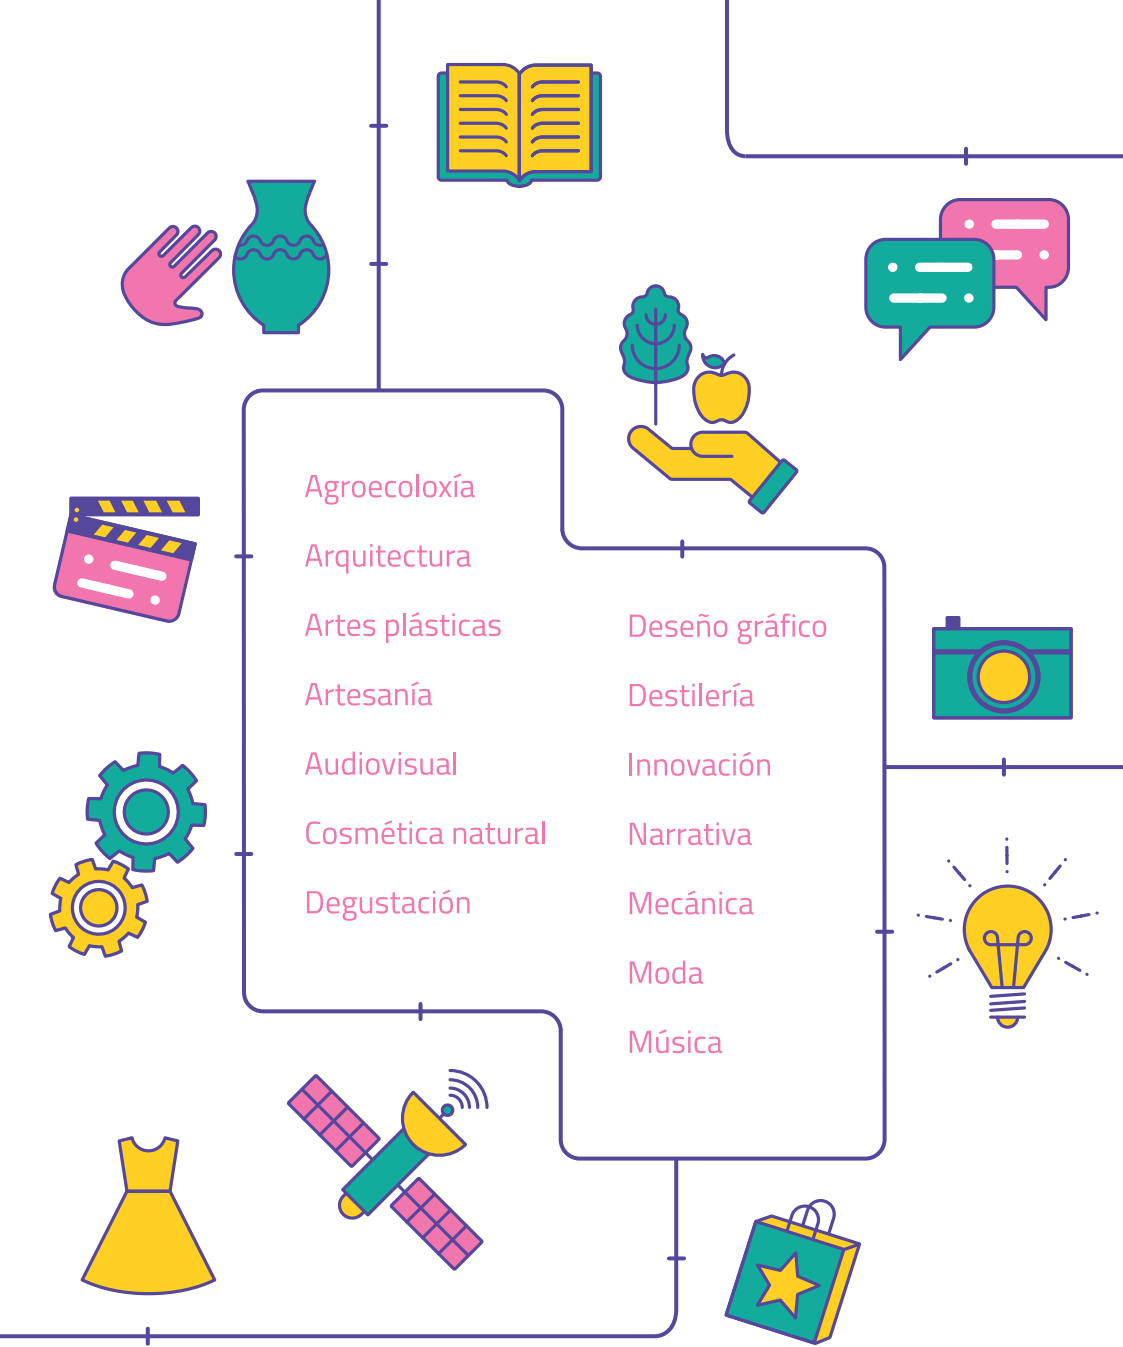 Agroecoloxía
Arquitectura
Artes plásticas
Artesanía
Audiovisual
Cosmética natural
Degustación
Deseño gráfico
Destilería
Innovación
Narrativa
Mecánica
Moda
Música